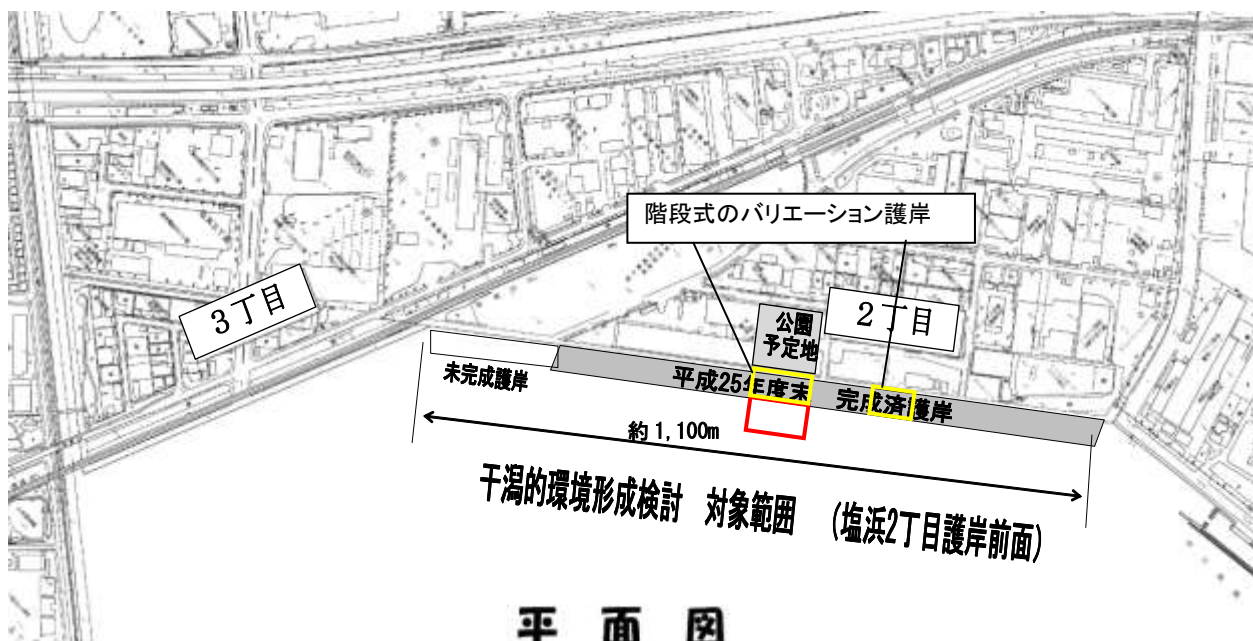 階段式のバリエーション護岸
3丁目
2丁目
公園
予定地
未完成護岸
平成25年度末 完成済護岸
約1,100m
干潟的環境形成検討 対象範囲 (塩浜2丁目護岸前面)
平面図